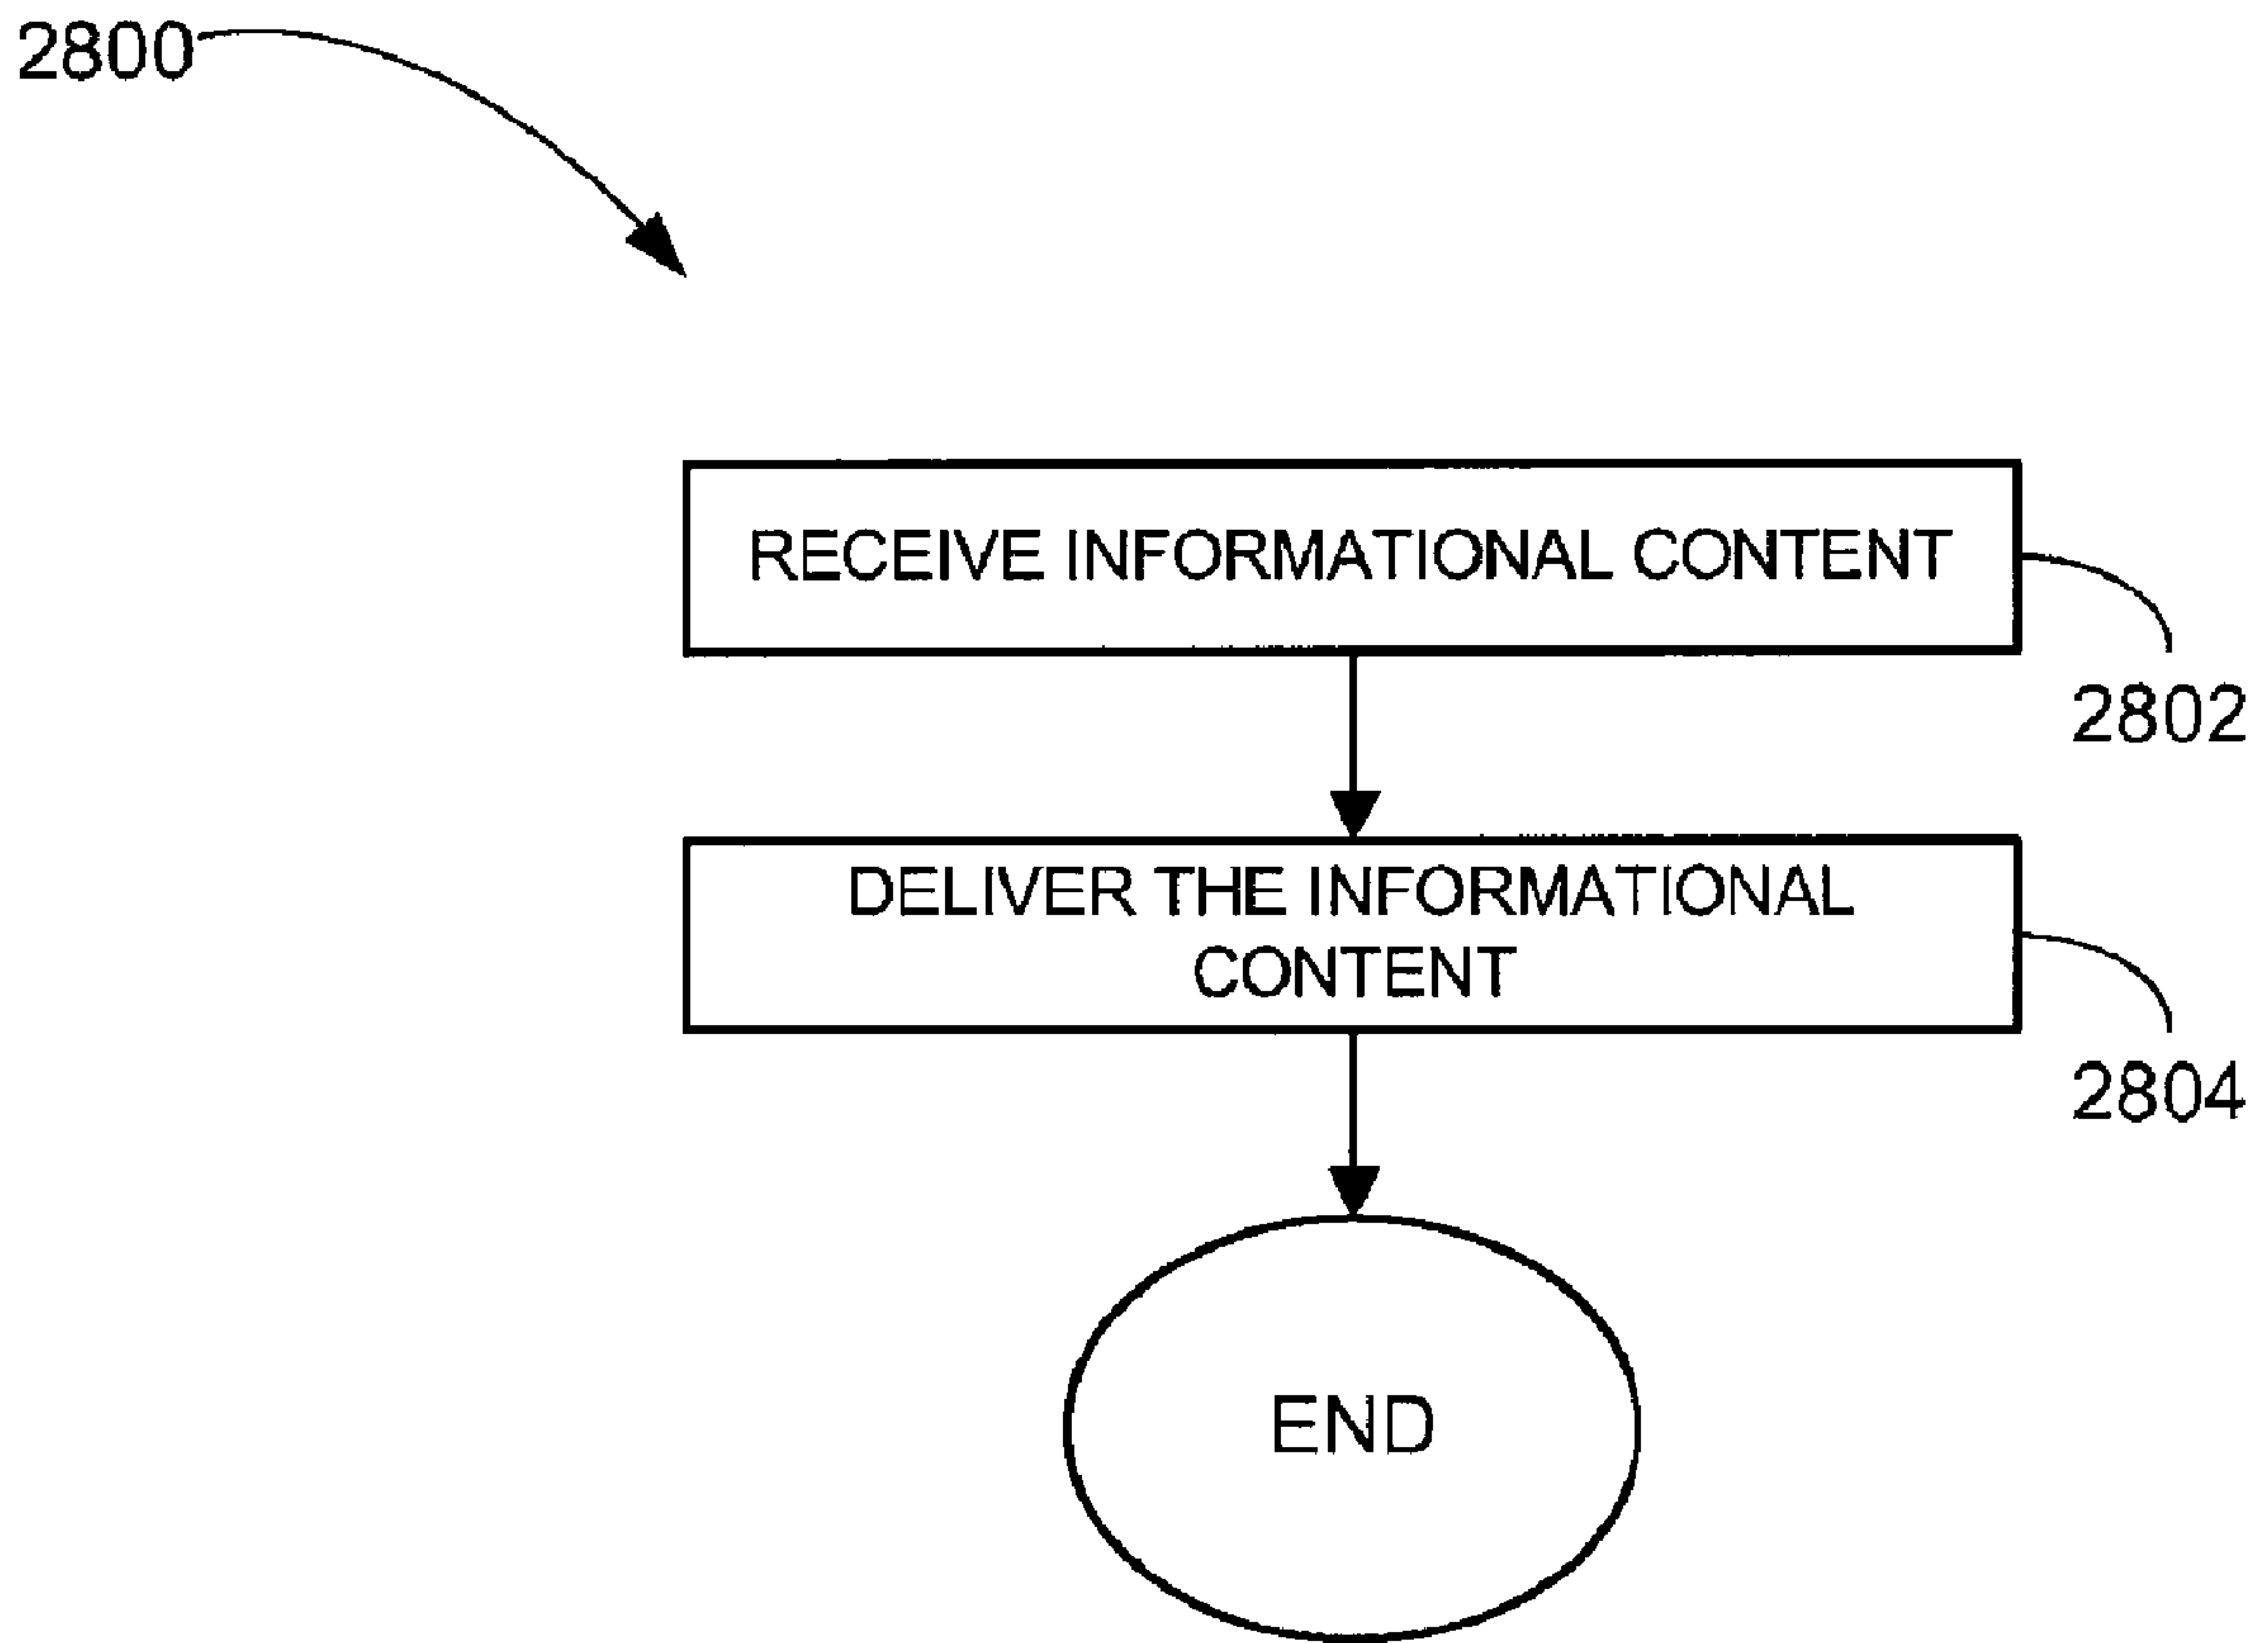 2800
RECEIVE INFORMATIONAL CONTENT
2802
DELIVER THE INFORMATIONAL
CONTENT
2804
END